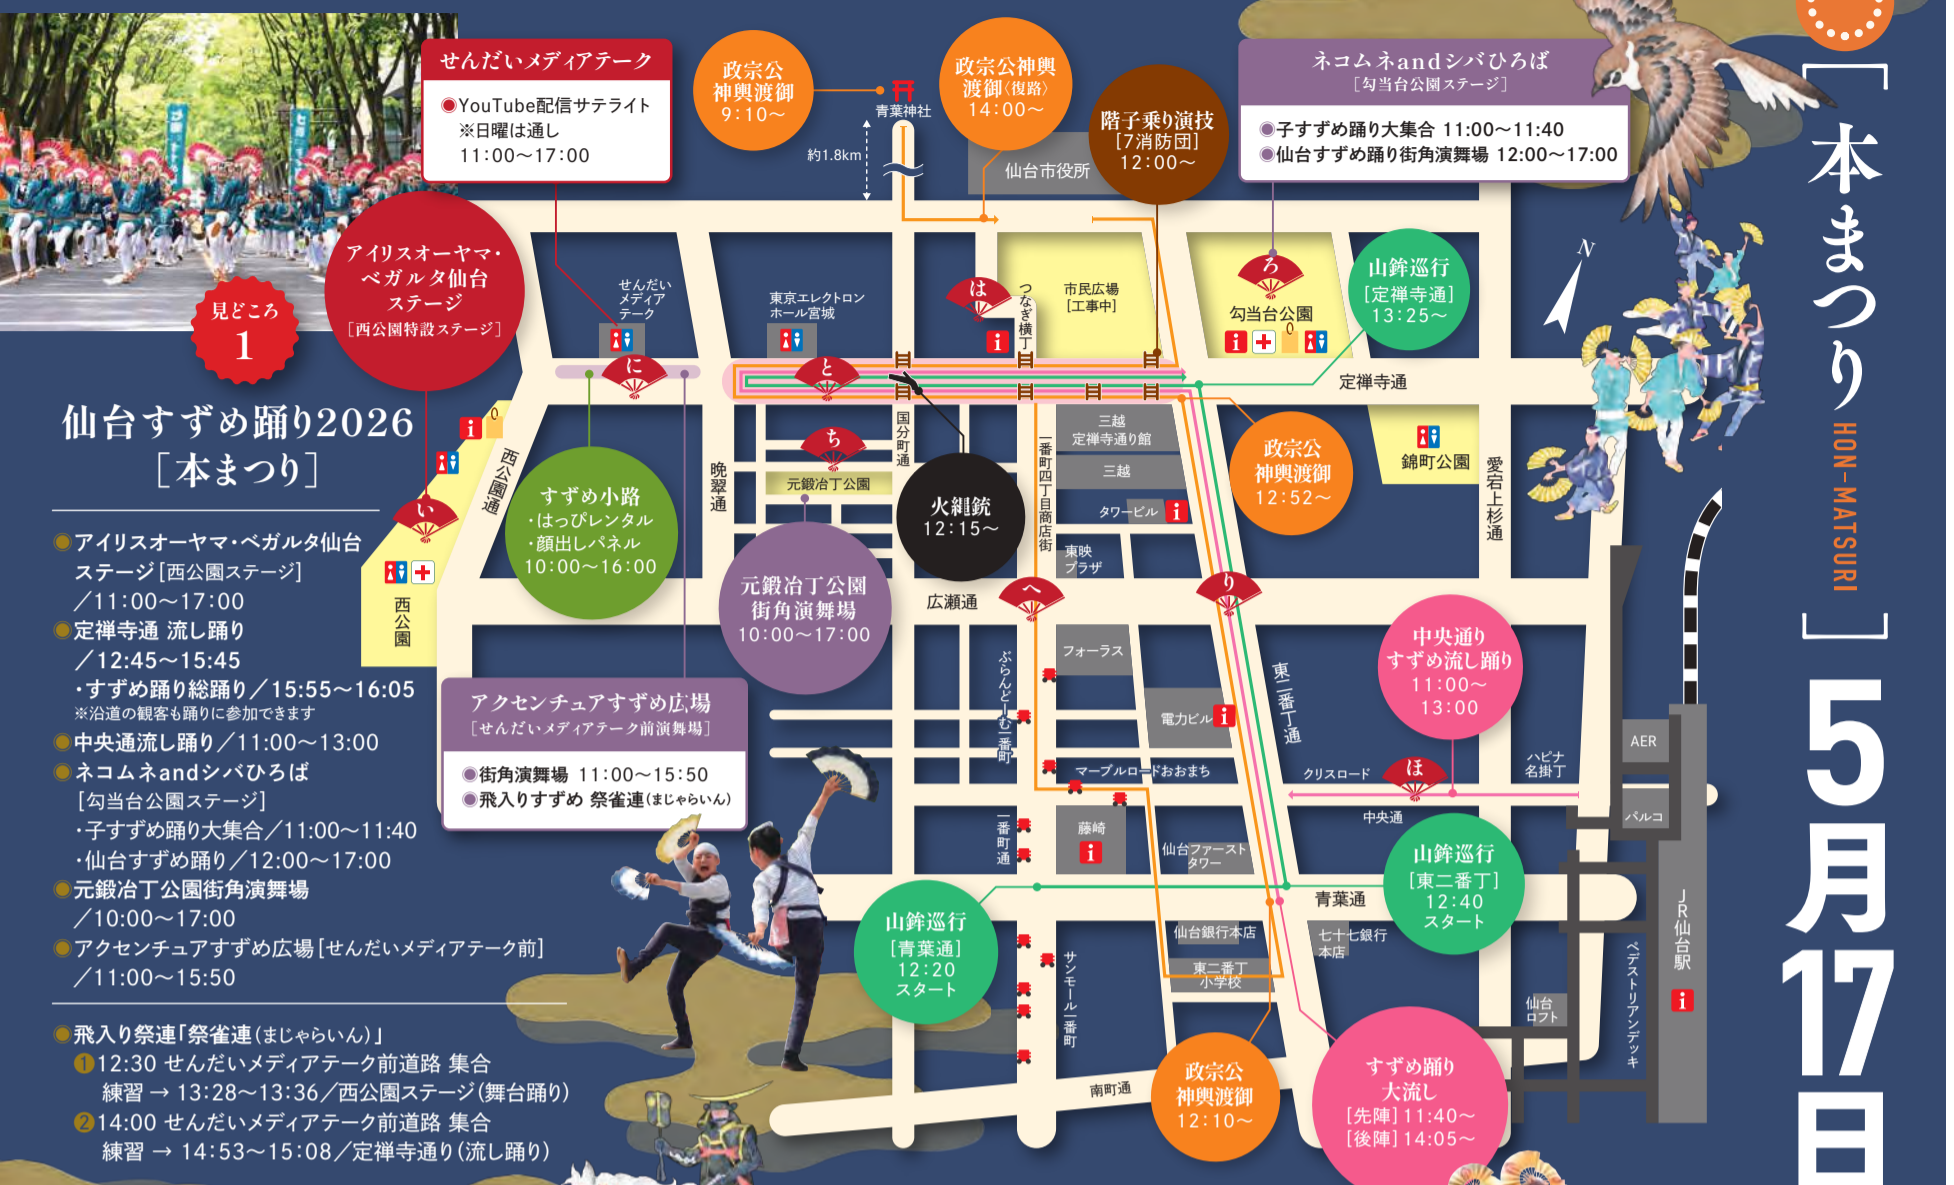 [本まつり HON-MATSURI] 5月17日
見どころ
1
仙台すずめ踊り2026
[本まつり]
●アイリスオーヤマ・ベガルタ仙台
ステージ[西公園ステージ]
/11:00〜17:00
●定禅寺通 流し踊り
/12:45〜15:45
・すずめ踊り総踊り/15:55〜16:05
※沿道の観客も踊りに参加できます
●中央通流し踊り/11:00〜13:00
●ネコムネandシバひろば
[勾当台公園ステージ]
・子すずめ踊り大集合/11:00〜11:40
・仙台すずめ踊り/12:00〜17:00
●元鍛冶丁公園街角演舞場
/10:00〜17:00
●アクセンチュアすずめ広場[せんだいメディアテーク前]
/11:00〜15:50
●飛入り祭連「祭雀連(まじゃらいん)」
❶12:30 せんだいメディアテーク前道路 集合
練習 → 13:28〜13:36/西公園ステージ(舞台踊り)
❷14:00 せんだいメディアテーク前道路 集合
練習 → 14:53〜15:08/定禅寺通り(流し踊り)
せんだいメディアテーク
◉YouTube配信サテライト
※日曜は通し
11:00〜17:00
アイリスオーヤマ・
ベガルタ仙台
ステージ
[西公園特設ステージ]
政宗公
神輿渡御
9:10〜
青葉神社
約1.8km
政宗公神輿
渡御〈復路〉
14:00〜
仙台市役所
階子乗り演技
[7消防団]
12:00〜
ネコムネandシバひろば
[勾当台公園ステージ]
◉子すずめ踊り大集合 11:00〜11:40
◉仙台すずめ踊り街角演舞場 12:00〜17:00
せんだい
メディア
テーク
東京エレクトロン
ホール宮城
は
つなぎ横丁
市民広場
[工事中]
ろ
勾当台公園
山鉾巡行
[定禅寺通]
13:25〜
N
に
と
定禅寺通
i
i
i
西公園通
い
西公園
すずめ小路
・はっぴレンタル
・顔出しパネル
10:00〜16:00
晩翠通
ち
元鍛冶丁公園
国分町通
火縄銃
12:15〜
一番町四丁目商店街
三越
定禅寺通り館
三越
タワービル
i
東映
プラザ
政宗公
神輿渡御
12:52〜
錦町公園
愛宕上杉通
元鍛冶丁公園
街角演舞場
10:00〜17:00
広瀬通
へ
り
アクセンチュアすずめ広場
[せんだいメディアテーク前演舞場]
◉街角演舞場 11:00〜15:50
◉飛入りすずめ 祭雀連(まじゃらいん)
ぶらんどーむ一番町
フォーラス
電力ビル
i
東二番丁通
中央通り
すずめ流し踊り
11:00〜
13:00
マーブルロードおおまち
クリスロード
ほ
ハピナ
名掛丁
AER
パルコ
中央通
一番町通
藤崎
i
仙台ファースト
タワー
山鉾巡行
[東二番丁]
12:40
スタート
青葉通
山鉾巡行
[青葉通]
12:20
スタート
仙台銀行本店
七十七銀行
本店
東二番丁
小学校
サンモール一番町
JR仙台駅
i
ペデストリアンデッキ
仙台
ロフト
南町通
政宗公
神輿渡御
12:10〜
すずめ踊り
大流し
[先陣]11:40〜
[後陣]14:05〜